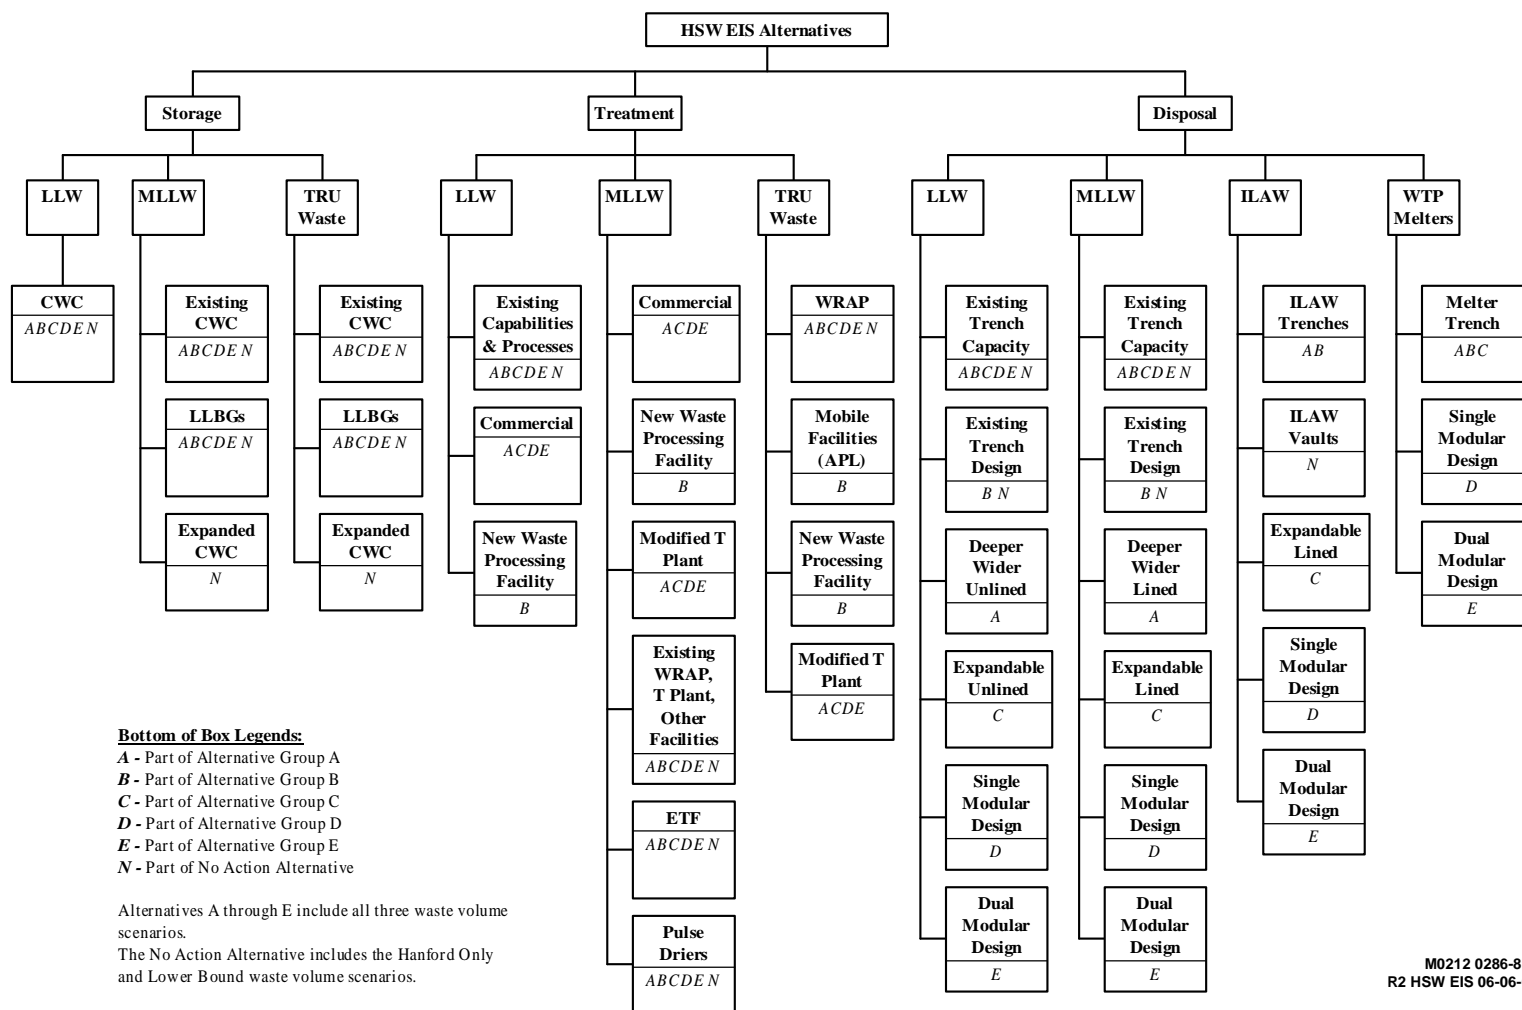 HSW EIS Alternatives
Storage
Treatment
Disposal
LLW
MLLW
TRU
Waste
LLW
MLLW
TRU
Waste
LLW
MLLW
ILAW
WTP
Melters
CWC
ABCDE N
Existing
CWC
ABCDE N
LLBGs
ABCDE N
Expanded
CWC
N
Existing
CWC
ABCDE N
LLBGs
ABCDE N
Expanded
CWC
N
Existing
Capabilities
& Processes
ABCDE N
Commercial
ACDE
New Waste
Processing
Facility
B
Commercial
ACDE
New Waste
Processing
Facility
B
Modified T
Plant
ACDE
Existing
WRAP,
T Plant,
Other
Facilities
ABCDE N
ETF
ABCDE N
Pulse
Driers
ABCDE N
WRAP
ABCDE N
Mobile
Facilities
(APL)
B
New Waste
Processing
Facility
B
Modified T
Plant
ACDE
Existing
Trench
Capacity
ABCDE N
Existing
Trench
Design
B N
Deeper
Wider
Unlined
A
Expandable
Unlined
C
Single
Modular
Design
D
Dual
Modular
Design
E
Existing
Trench
Capacity
ABCDE N
Existing
Trench
Design
B N
Deeper
Wider
Lined
A
Expandable
Lined
C
Single
Modular
Design
D
Dual
Modular
Design
E
ILAW
Trenches
AB
ILAW
Vaults
N
Expandable
Lined
C
Single
Modular
Design
D
Dual
Modular
Design
E
Melter
Trench
ABC
Single
Modular
Design
D
Dual
Modular
Design
E
Bottom of Box Legends:
A - Part of Alternative Group A
B - Part of Alternative Group B
C - Part of Alternative Group C
D - Part of Alternative Group D
E - Part of Alternative Group E
N - Part of No Action Alternative
Alternatives A through E include all three waste volume
scenarios.
The No Action Alternative includes the Hanford Only
and Lower Bound waste volume scenarios.
M0212 0286-8
R2 HSW EIS 06-06-